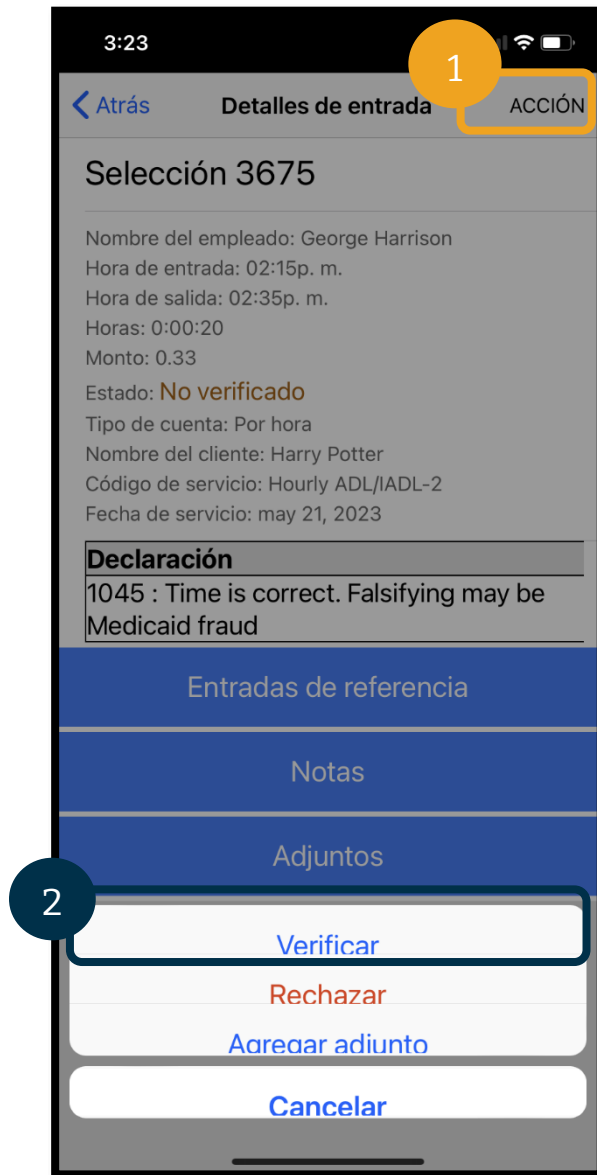 3:23
1
Atrás Detalles de entrada ACCIÓN
Selección 3675
Nombre del empleado: George Harrison
Hora de entrada: 02:15p. m.
Hora de salida: 02:35p. m.
Horas: 0:00:20
Monto: 0.33
Estado: No verificado
Tipo de cuenta: Por hora
Nombre del cliente: Harry Potter
Código de servicio: Hourly ADL/IADL-2
Fecha de servicio: may 21, 2023
Declaración
1045 : Time is correct. Falsifying may be
Medicaid fraud
Entradas de referencia
Notas
Adjuntos
2
Verificar
Rechazar
Agregar adjunto
Cancelar